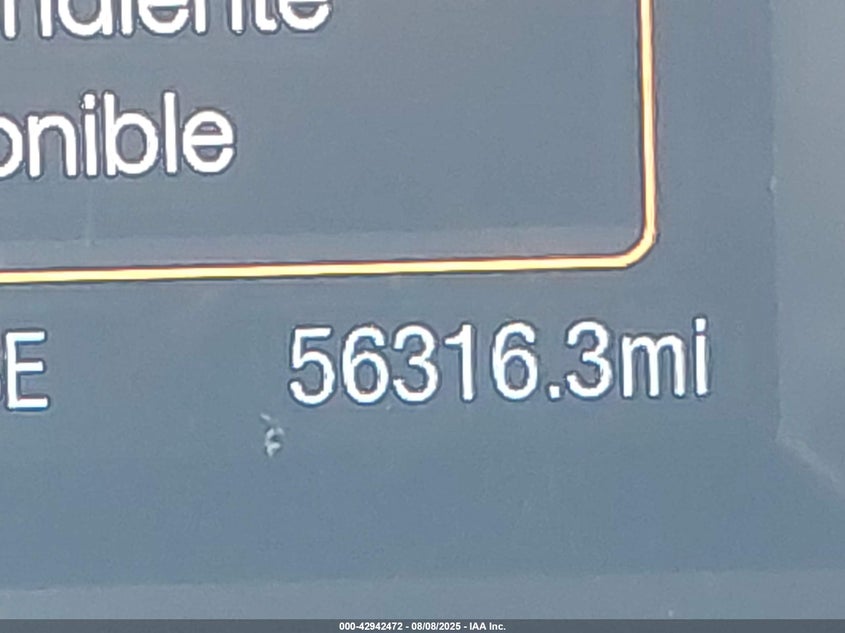 ndiente
onible
E 56316.3mi
000-42942472 - 08/08/2025 - IAA Inc.